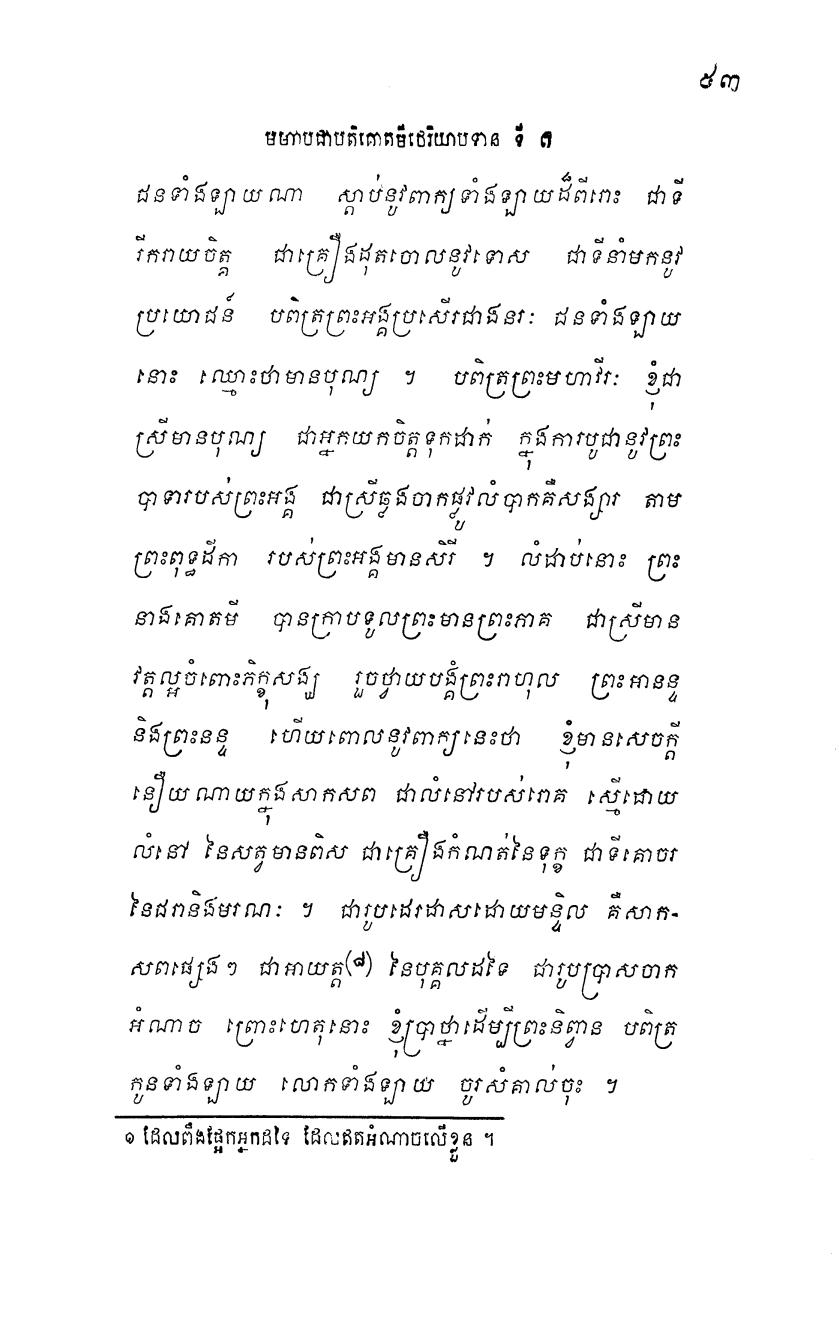 ៥៣
មហាបជាបតិគោតមីថេរិយាបទាន ទី ៧
ជនទាំងឡាយណា ស្តាប់នូវពាក្យទាំងឡាយដ៏ពីរោះ ជាទី
រីករាយចិត្ត ជាគ្រឿងដុតចោលនូវទោស ជាទីនាំមកនូវ
ប្រយោជន៍ បពិត្រព្រះអង្គប្រសើរជាងនរៈ ជនទាំងឡាយ
នោះ ឈ្មោះថាមានបុណ្យ ។ បពិត្រព្រះមហាវីរៈ ខ្ញុំជា
ស្រីមានបុណ្យ ជាអ្នកយកចិត្តទុកដាក់ ក្នុងការបូជានូវព្រះ
បាទារបស់ព្រះអង្គ ជាស្រីឆ្លងចាកផ្លូវលំបាកគឺសង្សារ តាម
ព្រះពុទ្ធដីកា របស់ព្រះអង្គមានសិរី ។ លំដាប់នោះ ព្រះ
នាងគោតមី បានក្រាបទូលព្រះមានព្រះភាគ ជាស្រីមាន
វត្តល្អចំពោះភិក្ខុសង្ឃ រួចថ្វាយបង្គំព្រះរាហុល ព្រះអានន្ទ
និងព្រះនន្ទ ហើយពោលនូវពាក្យនេះថា ខ្ញុំមានសេចក្តី
នឿយណាយក្នុងសាកសព ជាលំនៅរបស់រោគ ស្មើដោយ
លំនៅ នៃសត្វមានពិស ជាគ្រឿងកំណត់នៃទុក្ខ ជាទីគោចរ
នៃជរានិងមរណៈ ។ ជារូបដេរដាសដោយមន្ទិល គឺសាក-
សពផ្សេងៗ ជាអាយត្ត(១) នៃបុគ្គលដទៃ ជារូបប្រាសចាក
អំណាច ព្រោះហេតុនោះ ខ្ញុំប្រាថ្នាដើម្បីព្រះនិព្វាន បពិត្រ
កូនទាំងឡាយ លោកទាំងឡាយ ចូរសំគាល់ចុះ ។
១ ដែលពឹងផ្អែកអ្នកដទៃ ដែលឥតអំណាចលើខ្លួន ។